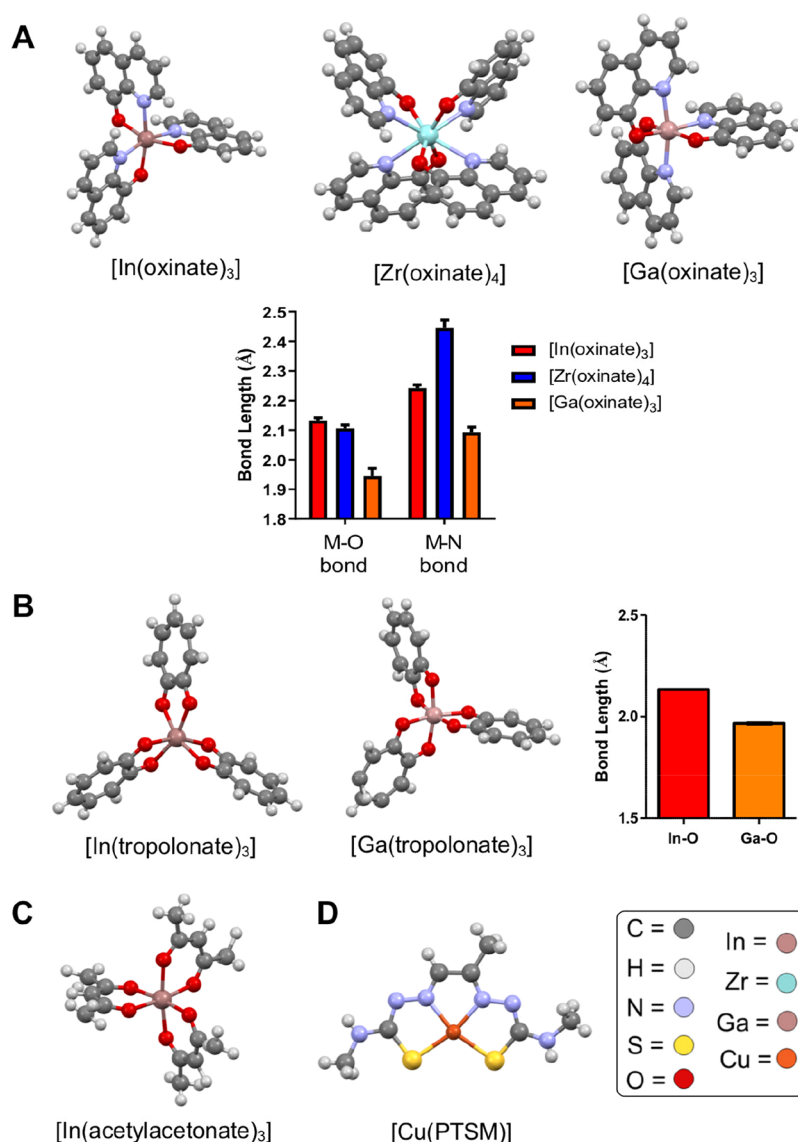 A
[In(oxinate)₃]
[Zr(oxinate)₄]
[Ga(oxinate)₃]
Bond Length (Å)
2.5
2.4
2.3
2.2
2.1
2.0
1.9
1.8
M-O
bond
M-N
bond
[In(oxinate)₃]
[Zr(oxinate)₄]
[Ga(oxinate)₃]
B
[In(tropolonate)₃]
[Ga(tropolonate)₃]
Bond Length (Å)
2.5
2.0
1.5
In-O
Ga-O
C
[In(acetylacetonate)₃]
D
[Cu(PTSM)]
C =
H =
N =
S =
O =
In =
Zr =
Ga =
Cu =